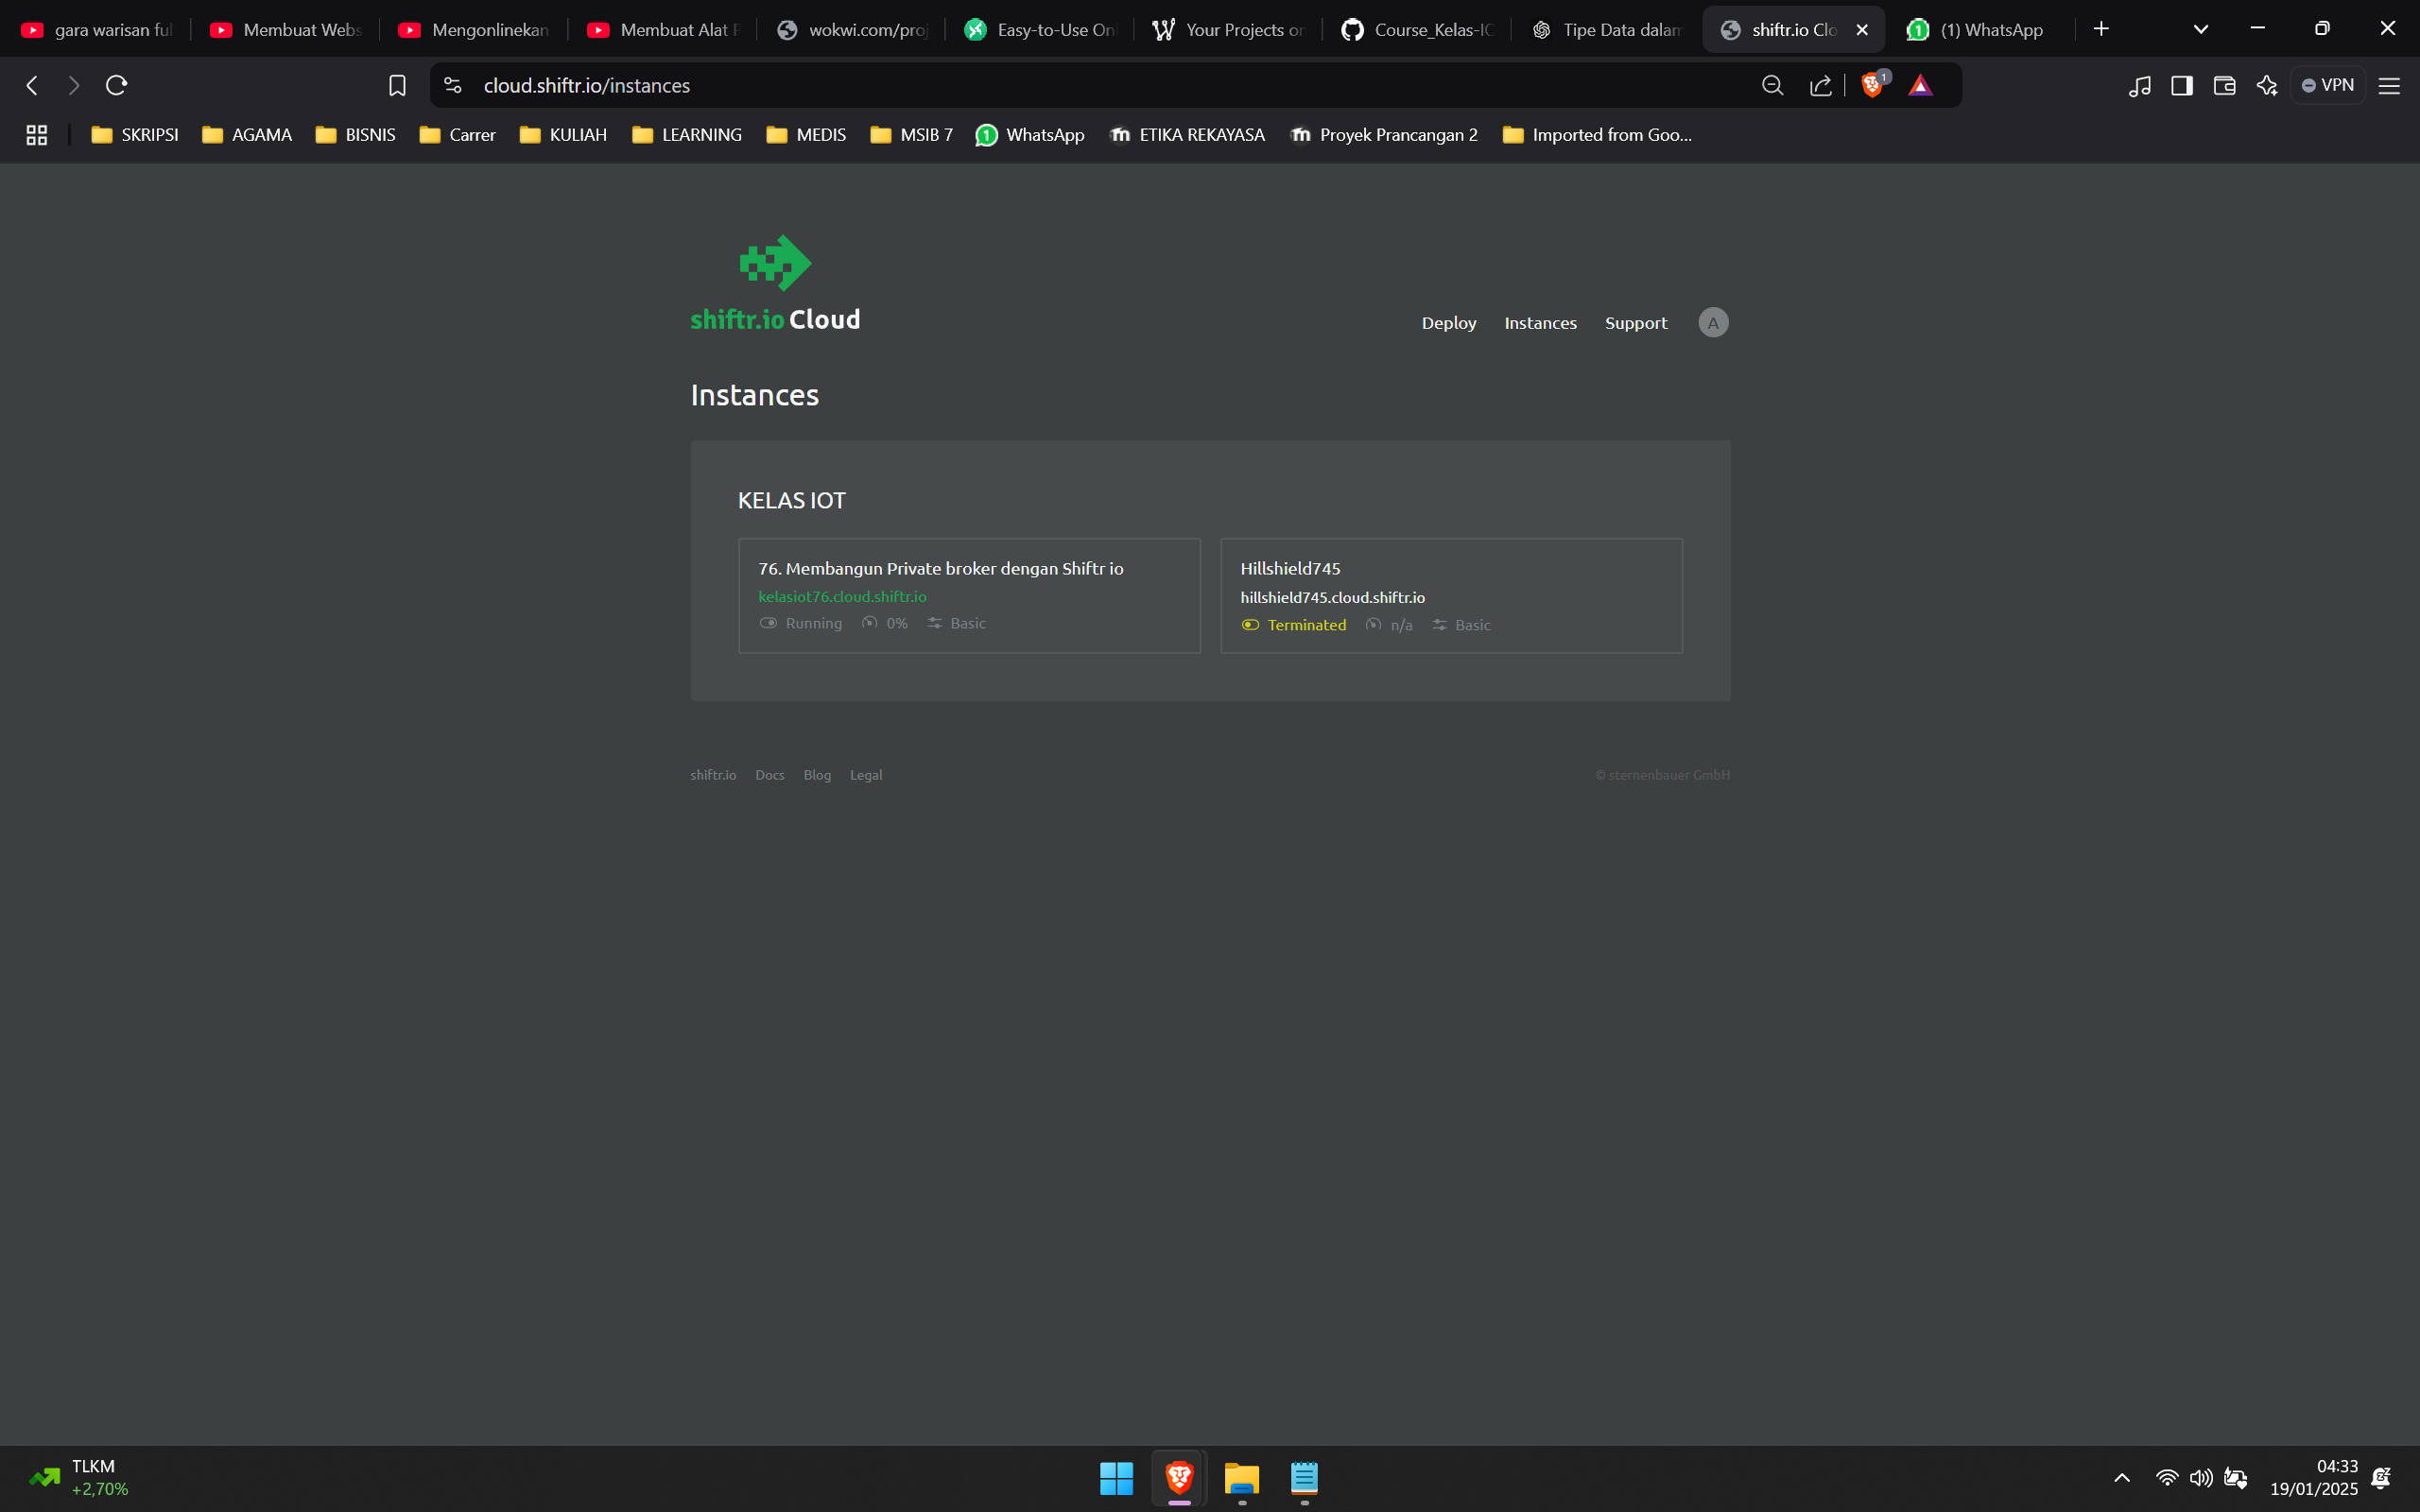 gara warisan ful
Membuat Webs
Mengonlinekan
Membuat Alat P
wokwi.com/proj
Easy-to-Use On
Your Projects on
Course_Kelas-IO
Tipe Data dalam
shiftr.io Clo
(1) WhatsApp
cloud.shiftr.io/instances
1
VPN
SKRIPSI
AGAMA
BISNIS
Carrer
KULIAH
LEARNING
MEDIS
MSIB 7
WhatsApp
ETIKA REKAYASA
Proyek Prancangan 2
Imported from Goo...
shiftr.io Cloud
Deploy
Instances
Support
A
Instances
KELAS IOT
76. Membangun Private broker dengan Shiftr io
kelasiot76.cloud.shiftr.io
Running 0% Basic
Hillshield745
hillshield745.cloud.shiftr.io
Terminated n/a Basic
shiftr.io Docs Blog Legal
© sternenbauer GmbH
TLKM
+2,70%
04:33
19/01/2025